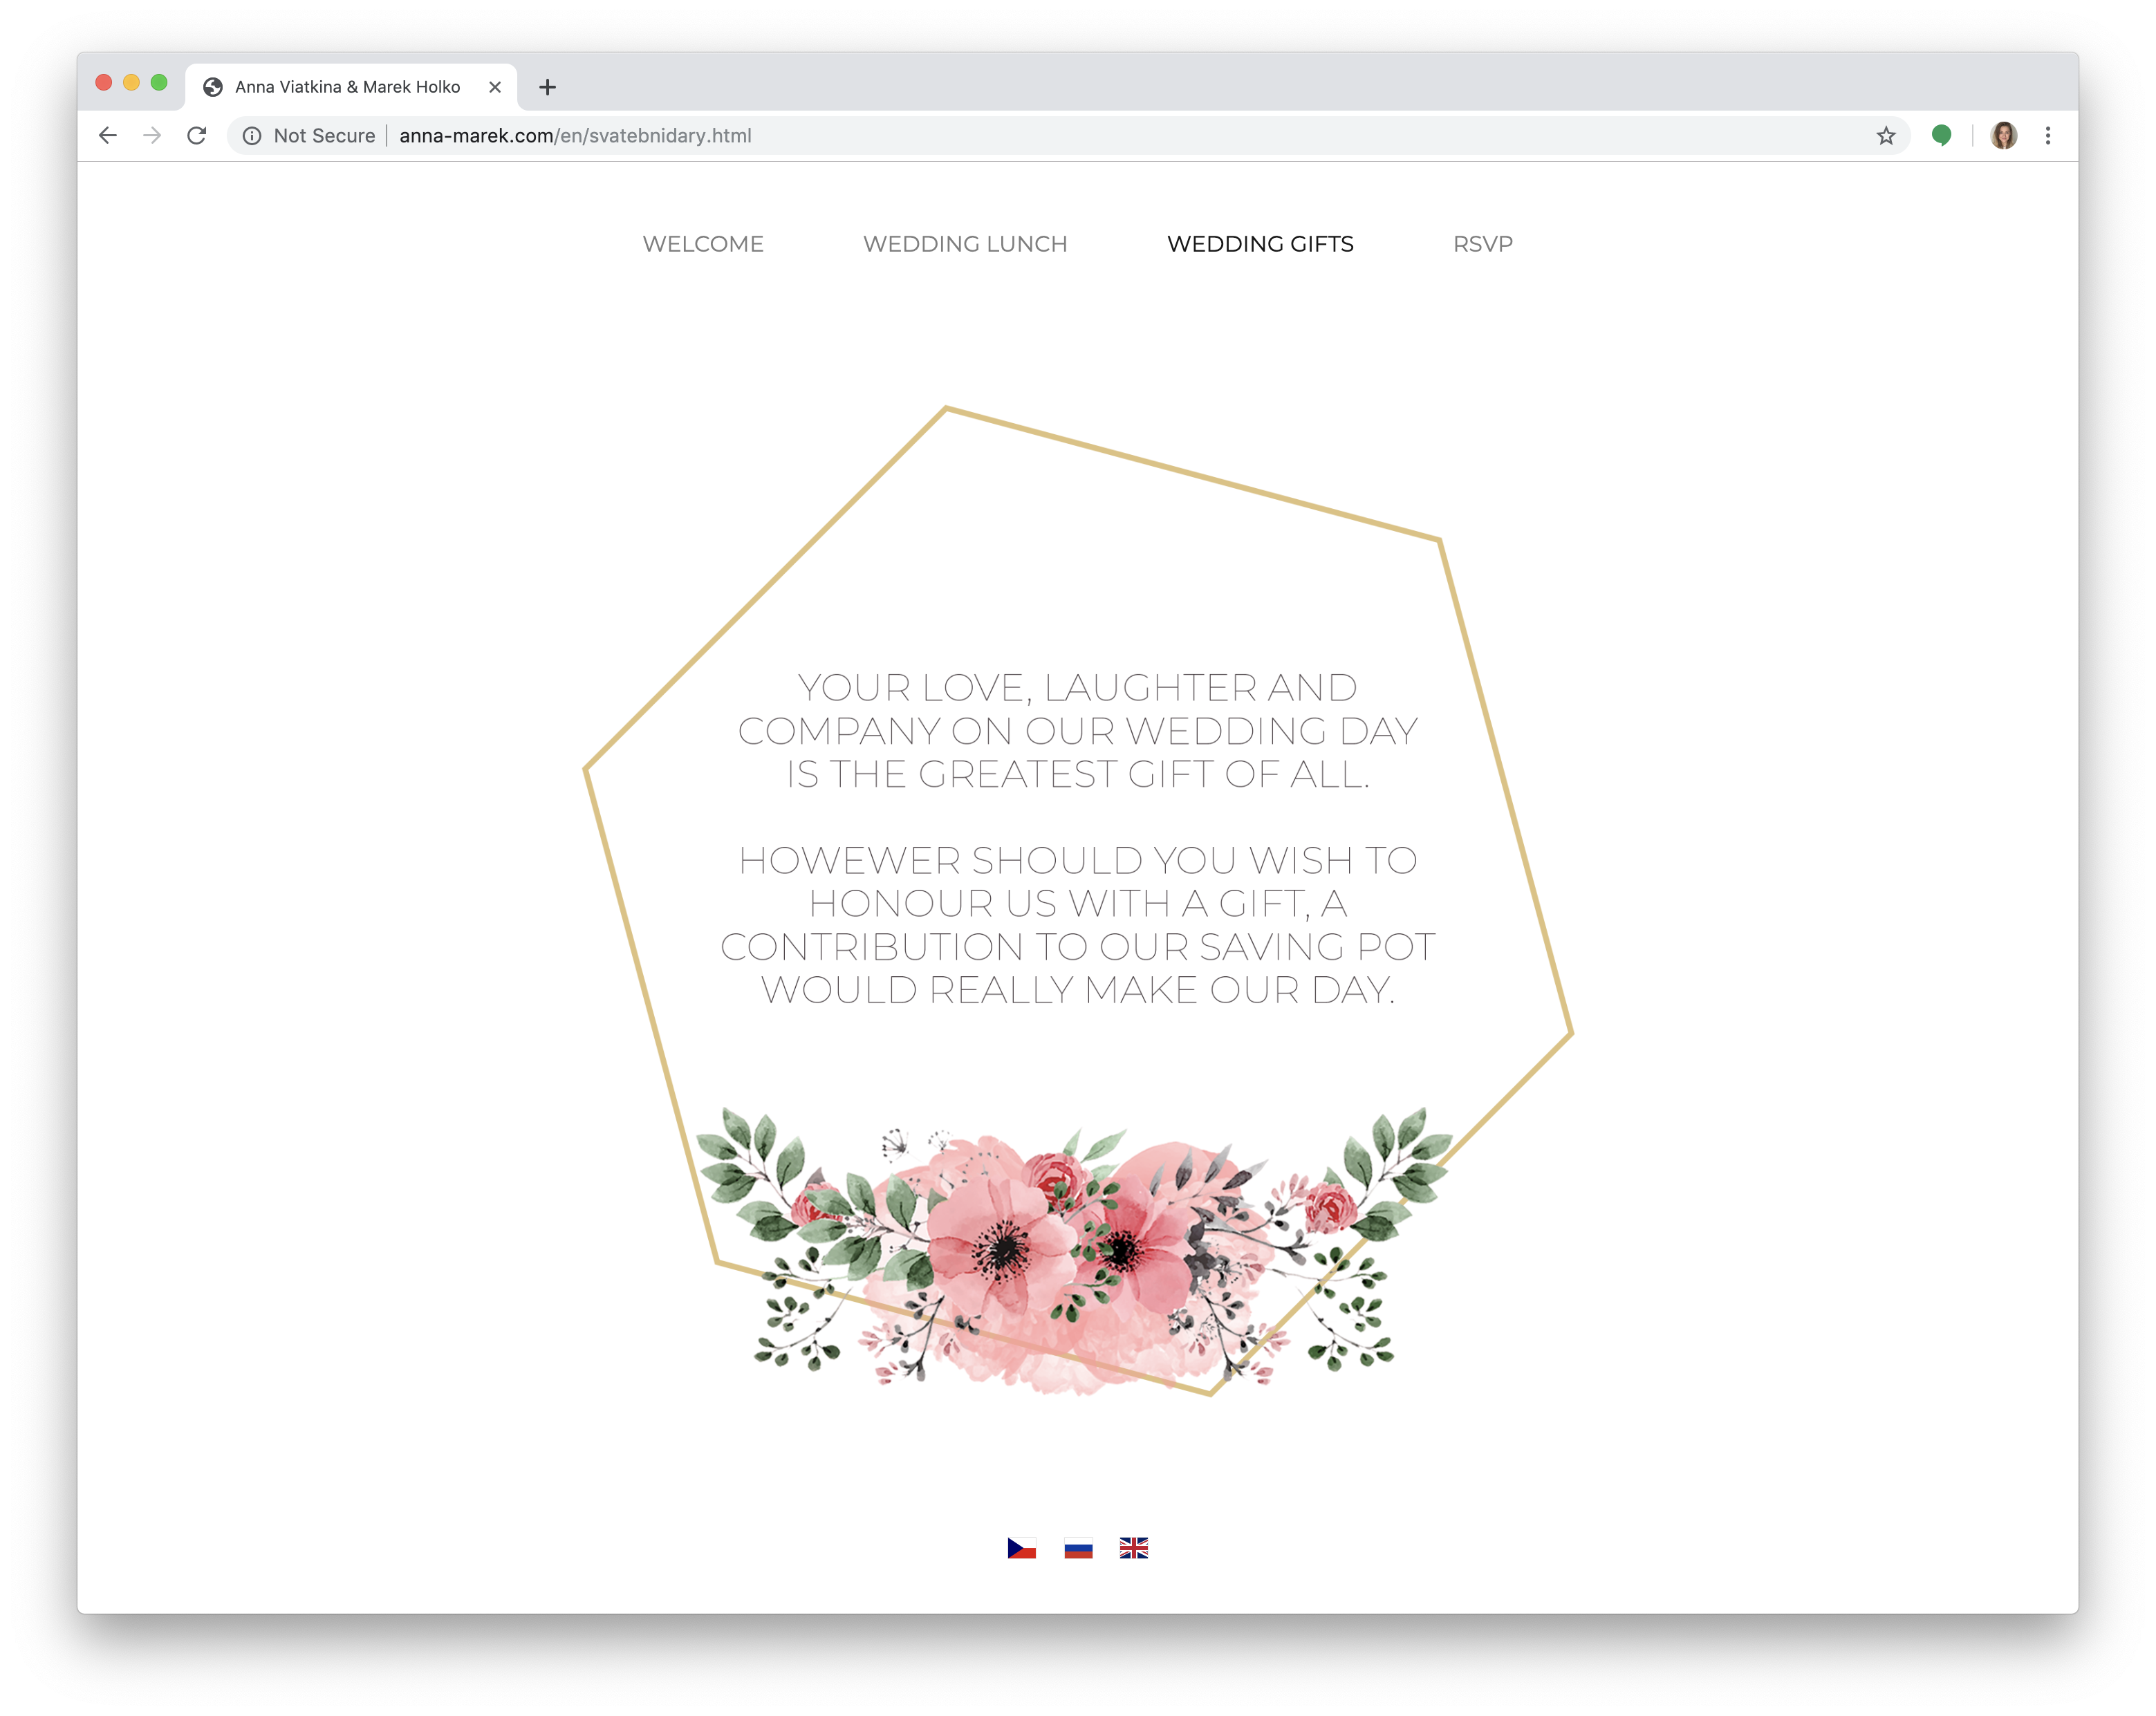 Anna Viatkina & Marek Holko
Not Secure | anna-marek.com/en/svatebnidary.html
WELCOME
WEDDING LUNCH
WEDDING GIFTS
RSVP
YOUR LOVE, LAUGHTER AND
COMPANY ON OUR WEDDING DAY
IS THE GREATEST GIFT OF ALL.
HOWEWER SHOULD YOU WISH TO
HONOUR US WITH A GIFT, A
CONTRIBUTION TO OUR SAVING POT
WOULD REALLY MAKE OUR DAY.